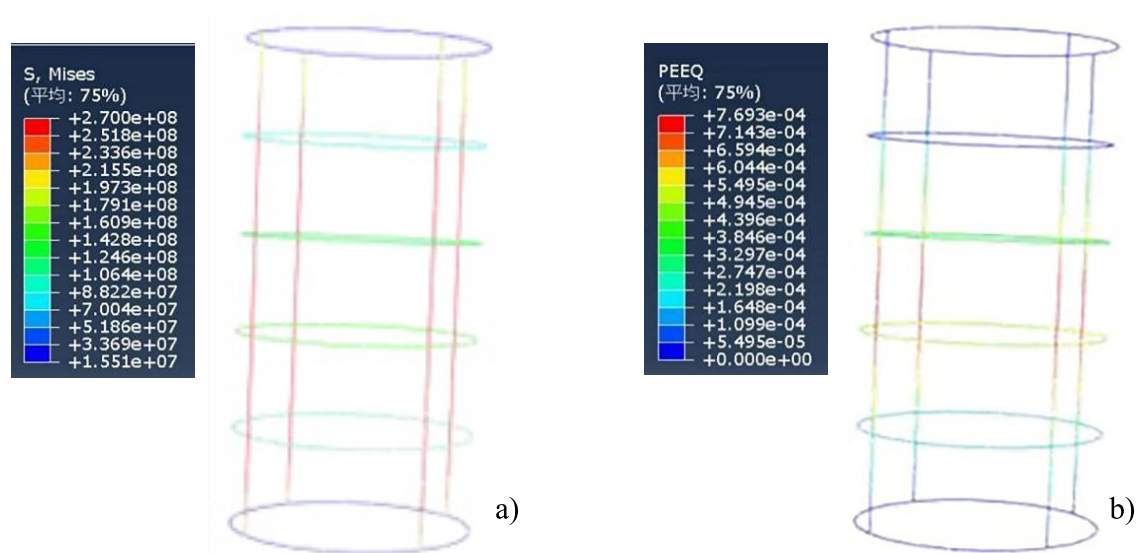 S, Mises
(平均: 75%)
+2.700e+08
+2.518e+08
+2.336e+08
+2.155e+08
+1.973e+08
+1.791e+08
+1.609e+08
+1.428e+08
+1.246e+08
+1.064e+08
+8.822e+07
+7.004e+07
+5.186e+07
+3.369e+07
+1.551e+07
a)
PEEQ
(平均: 75%)
+7.693e-04
+7.143e-04
+6.594e-04
+6.044e-04
+5.495e-04
+4.945e-04
+4.396e-04
+3.846e-04
+3.297e-04
+2.747e-04
+2.198e-04
+1.648e-04
+1.099e-04
+5.495e-05
+0.000e+00
b)